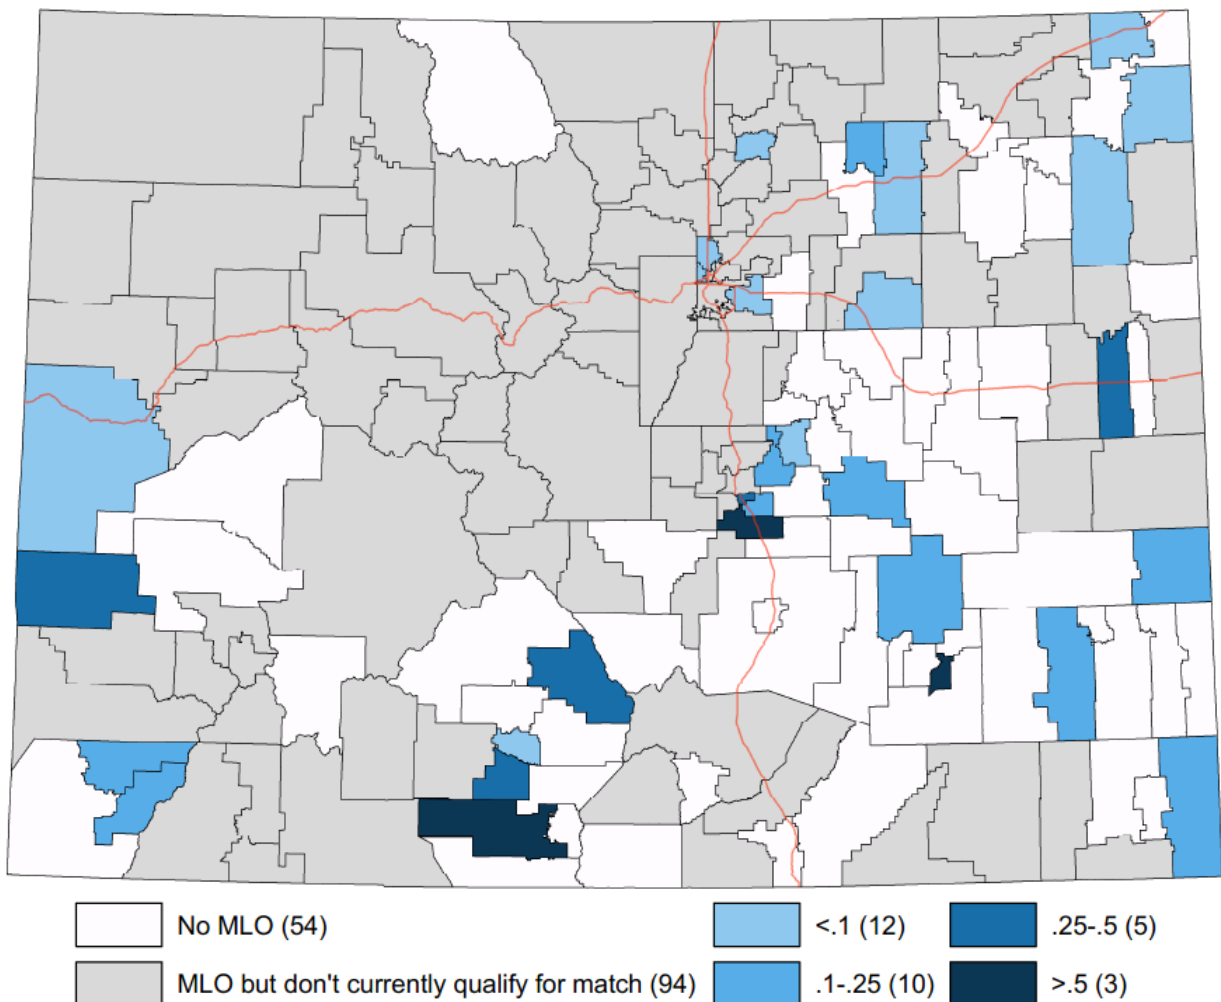 No MLO (54)
<.1 (12)
.25-.5 (5)
MLO but don't currently qualify for match (94)
.1-.25 (10)
>.5 (3)